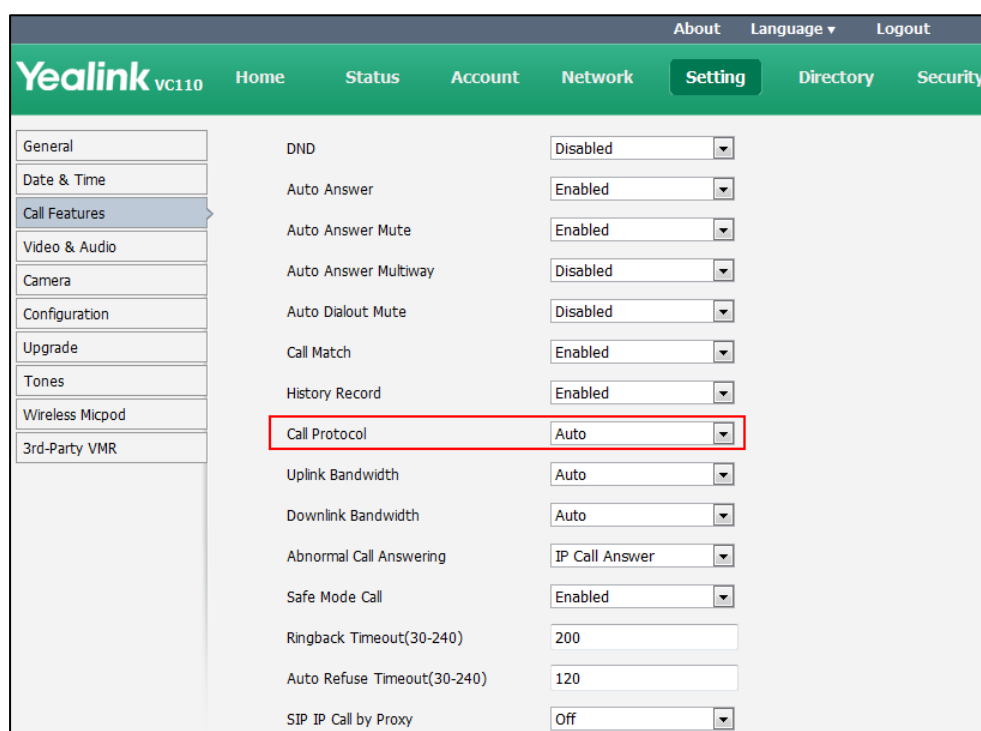 About Language ▾ Logout
Yealink VC110 Home Status Account Network Setting Directory Security
General
Date & Time
Call Features
Video & Audio
Camera
Configuration
Upgrade
Tones
Wireless Micpod
3rd-Party VMR
DND Disabled
Auto Answer Enabled
Auto Answer Mute Enabled
Auto Answer Multiway Disabled
Auto Dialout Mute Disabled
Call Match Enabled
History Record Enabled
Call Protocol Auto
Uplink Bandwidth Auto
Downlink Bandwidth Auto
Abnormal Call Answering IP Call Answer
Safe Mode Call Enabled
Ringback Timeout(30-240) 200
Auto Refuse Timeout(30-240) 120
SIP IP Call by Proxy Off